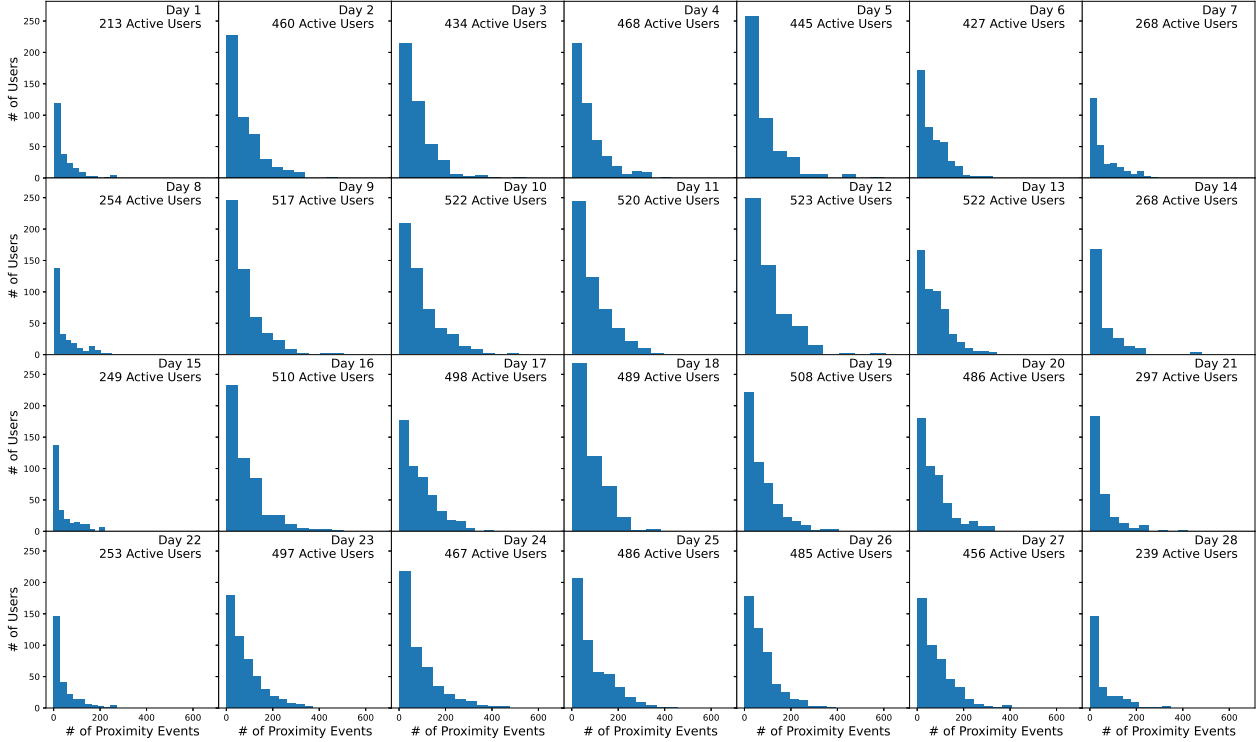 Day 1
213 Active Users
Day 2
460 Active Users
Day 3
434 Active Users
Day 4
468 Active Users
Day 5
445 Active Users
Day 6
427 Active Users
Day 7
268 Active Users
# of Users
250
200
150
100
50
0
Day 8
254 Active Users
Day 9
517 Active Users
Day 10
522 Active Users
Day 11
520 Active Users
Day 12
523 Active Users
Day 13
522 Active Users
Day 14
268 Active Users
# of Users
250
200
150
100
50
0
Day 15
249 Active Users
Day 16
510 Active Users
Day 17
498 Active Users
Day 18
489 Active Users
Day 19
508 Active Users
Day 20
486 Active Users
Day 21
297 Active Users
# of Users
250
200
150
100
50
0
Day 22
253 Active Users
Day 23
497 Active Users
Day 24
467 Active Users
Day 25
486 Active Users
Day 26
485 Active Users
Day 27
456 Active Users
Day 28
239 Active Users
# of Users
250
200
150
100
50
0
0 200 400 600
0 200 400 600
0 200 400 600
0 200 400 600
0 200 400 600
0 200 400 600
0 200 400 600
# of Proximity Events
# of Proximity Events
# of Proximity Events
# of Proximity Events
# of Proximity Events
# of Proximity Events
# of Proximity Events